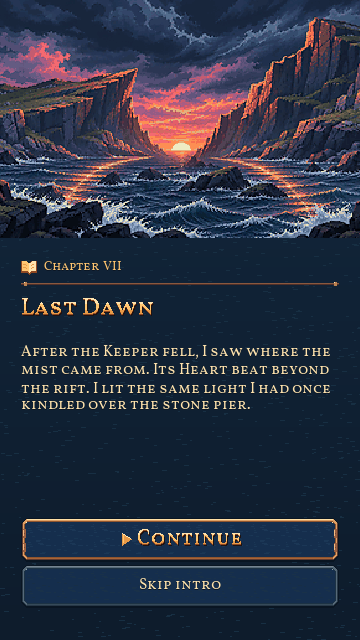 Chapter VII
Last Dawn
After the Keeper fell, I saw where the
mist came from. Its Heart beat beyond
the rift. I lit the same light I had once
kindled over the stone pier.
Continue
Skip intro